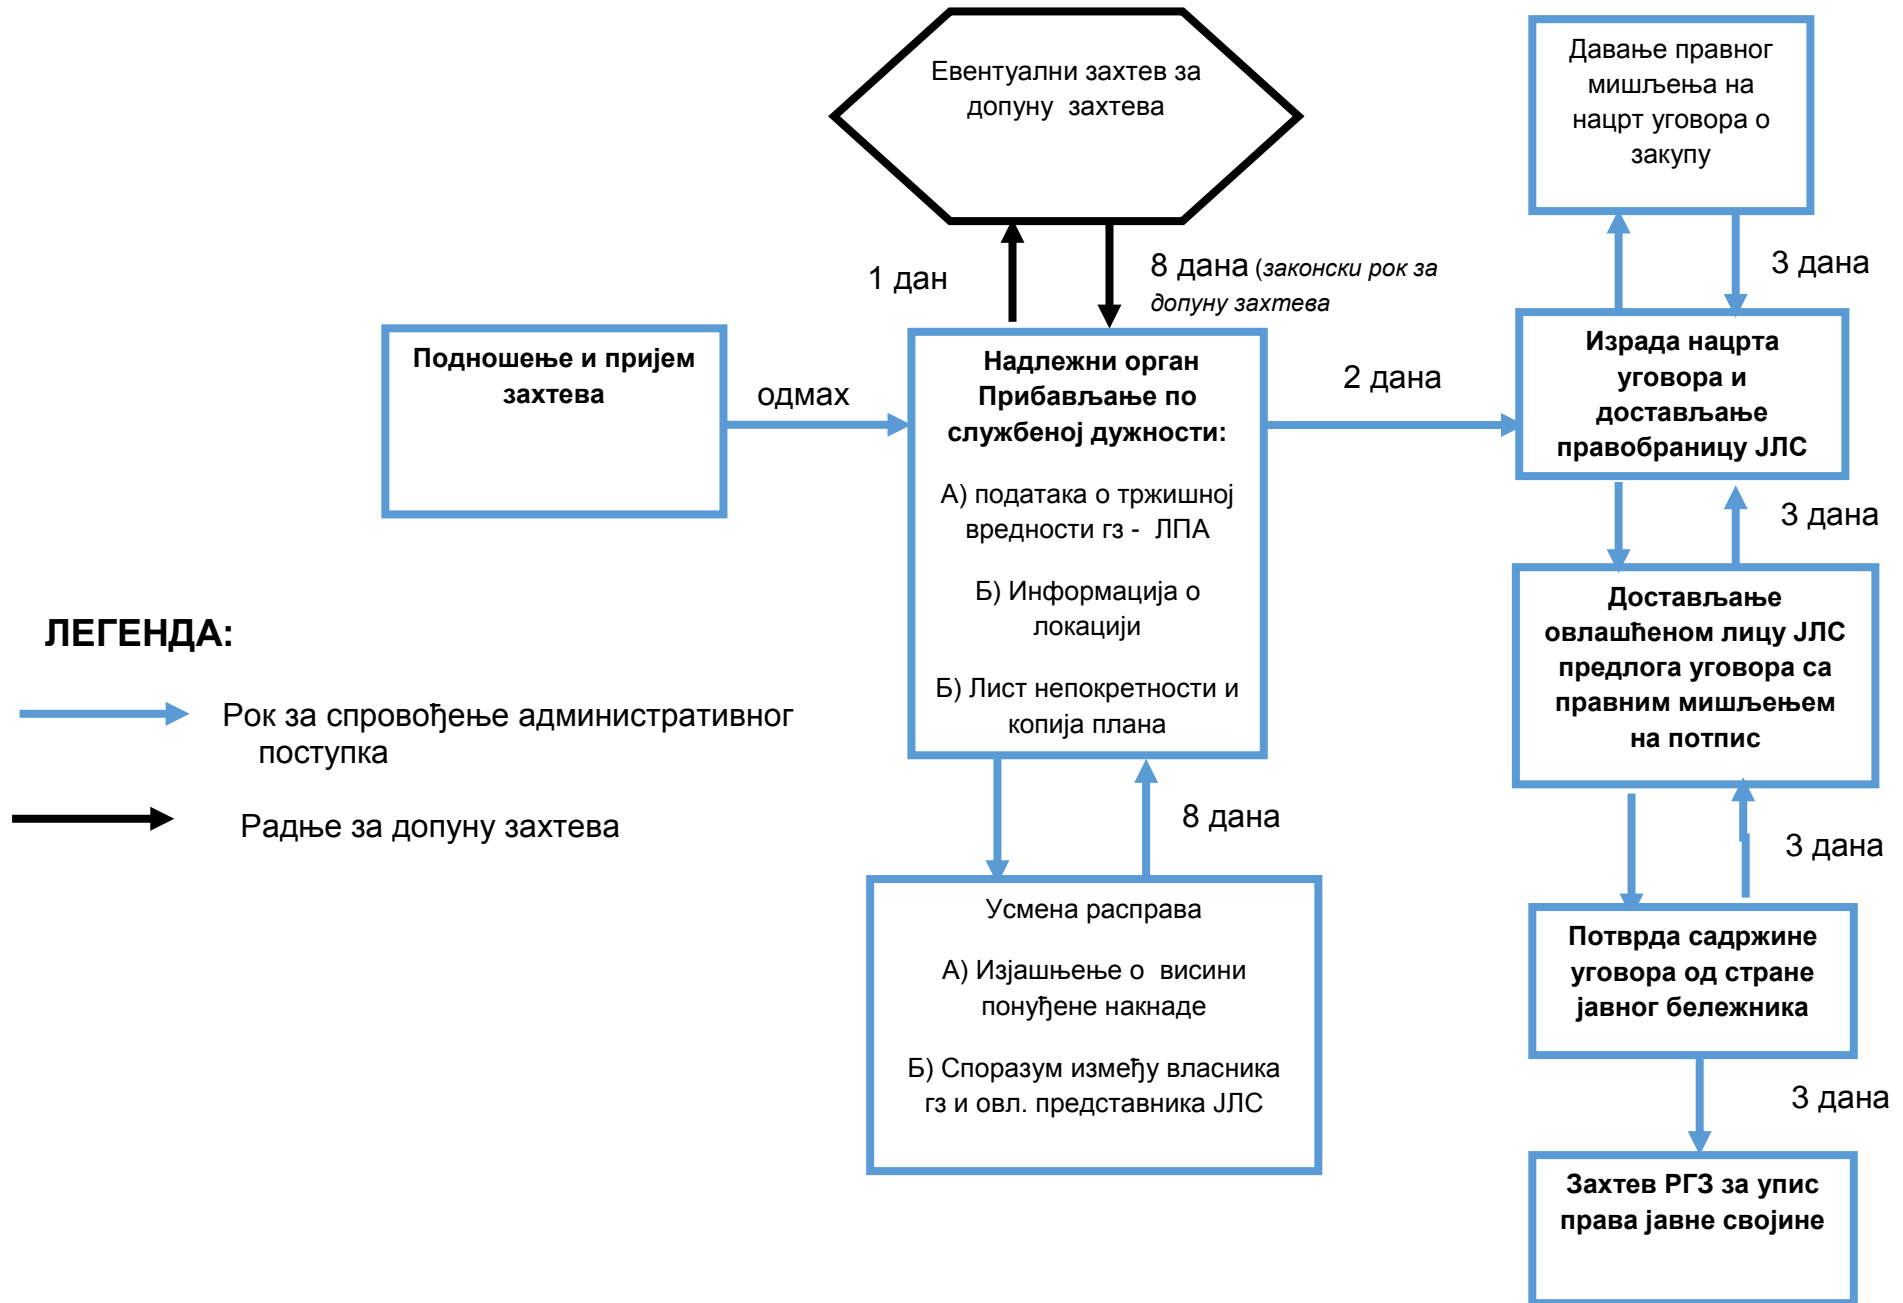 Евентуални захтев за
допуну захтева
Давање правног
мишљења на
нацрт уговора о
закупу
1 дан
8 дана (законски рок за
допуну захтева
3 дана
Подношење и пријем
захтева
одмах
Надлежни орган
Прибављање по
службеној дужности:
А) података о тржишној
вредности гз - ЛПА
Б) Информација о
локацији
Б) Лист непокретности и
копија плана
2 дана
Израда нацрта
уговора и
достављање
правобраницу ЈЛС
3 дана
Достављање
овлашћеном лицу ЈЛС
предлога уговора са
правним мишљењем
на потпис
ЛЕГЕНДА:
Рок за спровођење административног
поступка
Радње за допуну захтева
8 дана
3 дана
Усмена расправа
А) Изјашњење о висини
понуђене накнаде
Б) Споразум између власника
гз и овл. представника ЈЛС
Потврда садржине
уговора од стране
јавног бележника
3 дана
Захтев РГЗ за упис
права јавне својине